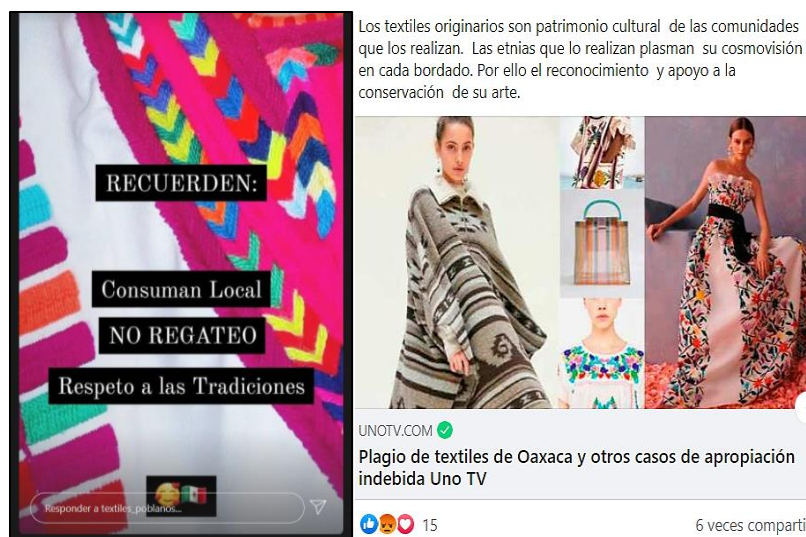 RECUERDEN:
Consuman Local
NO REGATEO
Respeto a las Tradiciones
Responder a textiles_poblanos...
Los textiles originarios son patrimonio cultural de las comunidades
que los realizan. Las etnias que lo realizan plasman su cosmovisión
en cada bordado. Por ello el reconocimiento y apoyo a la
conservación de su arte.
UNOTV.COM
Plagio de textiles de Oaxaca y otros casos de apropiación
indebida Uno TV
15
6 veces comparti